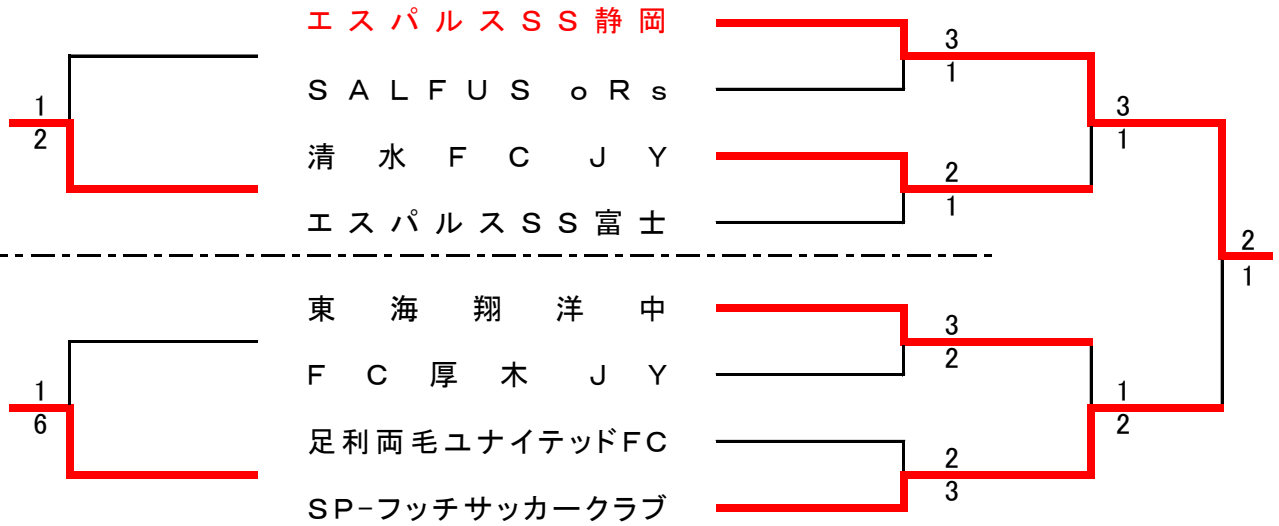 エスパルスSS静岡
3
1
SALFUS oRs
1
2
3
1
清水FC JY
2
1
エスパルスSS富士
2
1
東海翔洋中
3
2
FC厚木JY
1
6
1
2
足利両毛ユナイテッドFC
2
3
SP-フッチサッカークラブ